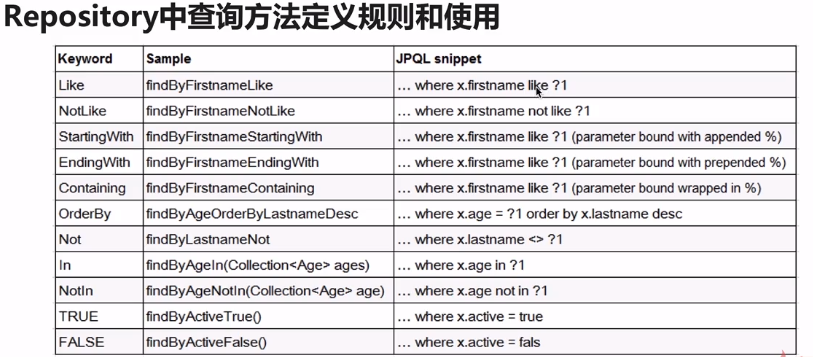 Repository中查询方法定义规则和使用
Keyword Sample JPQL snippet
Like findByFirstnameLike … where x.firstname like ?1
NotLike findByFirstnameNotLike … where x.firstname not like ?1
StartingWith findByFirstnameStartingWith … where x.firstname like ?1 (parameter bound with appended %)
EndingWith findByFirstnameEndingWith … where x.firstname like ?1 (parameter bound with prepended %)
Containing findByFirstnameContaining … where x.firstname like ?1 (parameter bound wrapped in %)
OrderBy findByAgeOrderByLastnameDesc … where x.age = ?1 order by x.lastname desc
Not findByLastnameNot … where x.lastname <> ?1
In findByAgeIn(Collection<Age> ages) … where x.age in ?1
NotIn findByAgeNotIn(Collection<Age> age) … where x.age not in ?1
TRUE findByActiveTrue() … where x.active = true
FALSE findByActiveFalse() … where x.active = fals